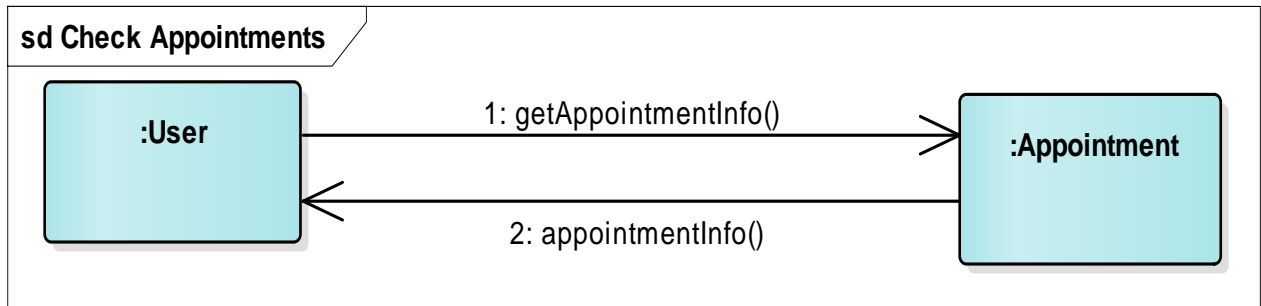 sd Check Appointments
:User
1: getAppointmentInfo()
:Appointment
2: appointmentInfo()